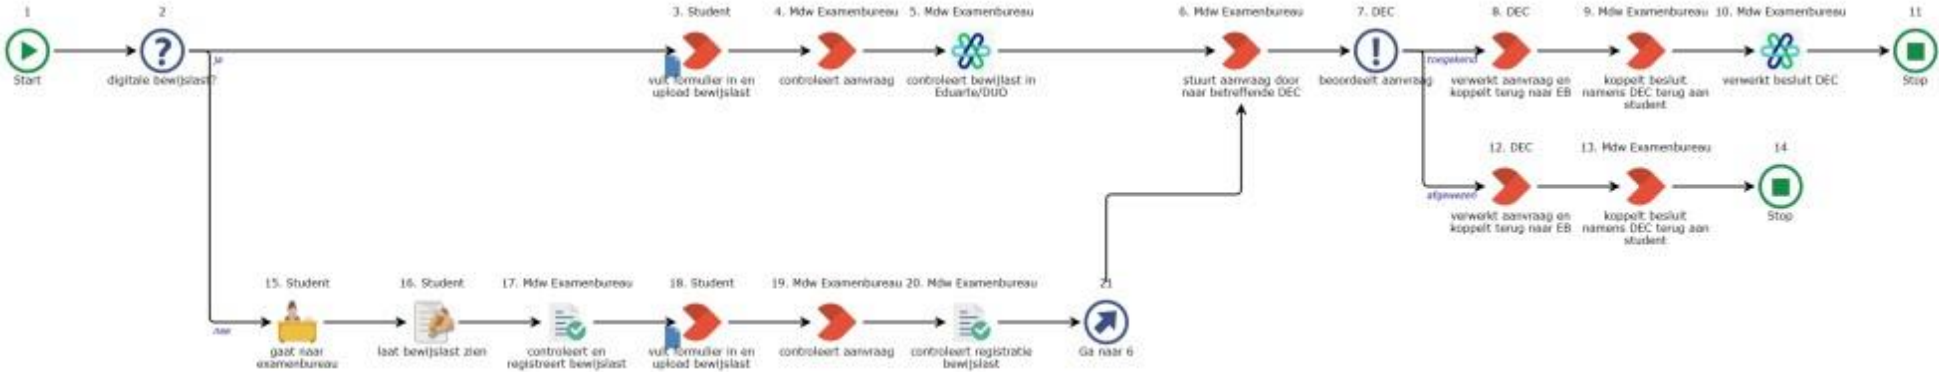 1
2
3. Student
4. Mdw Examenbureau
5. Mdw Examenbureau
6. Mdw Examenbureau
7. DEC
8. DEC
9. Mdw Examenbureau
10. Mdw Examenbureau
11
Start
digitale bewijslast?
ja
vult formulier in en
upload bewijslast
controleert aanvraag
controleert bewijlast in
Eduarte/DUO
stuurt aanvraag door
naar betreffende DEC
beoordeelt aanvraag
toegekend
verwerkt aanvraag en
koppelt terug naar EB
koppelt besluit
namens DEC terug aan
student
verwerkt besluit DEC
Stop
12. DEC
13. Mdw Examenbureau
14
afgewezen
verwerkt aanvraag en
koppelt terug naar EB
koppelt besluit
namens DEC terug aan
student
Stop
15. Student
16. Student
17. Mdw Examenbureau
18. Student
19. Mdw Examenbureau
20. Mdw Examenbureau
21
nee
gaat naar
examenbureau
laat bewijslast zien
controleert en
registreert bewijslast
vult formulier in en
upload bewijslast
controleert aanvraag
controleert registratie
bewijslast
Ga naar 6